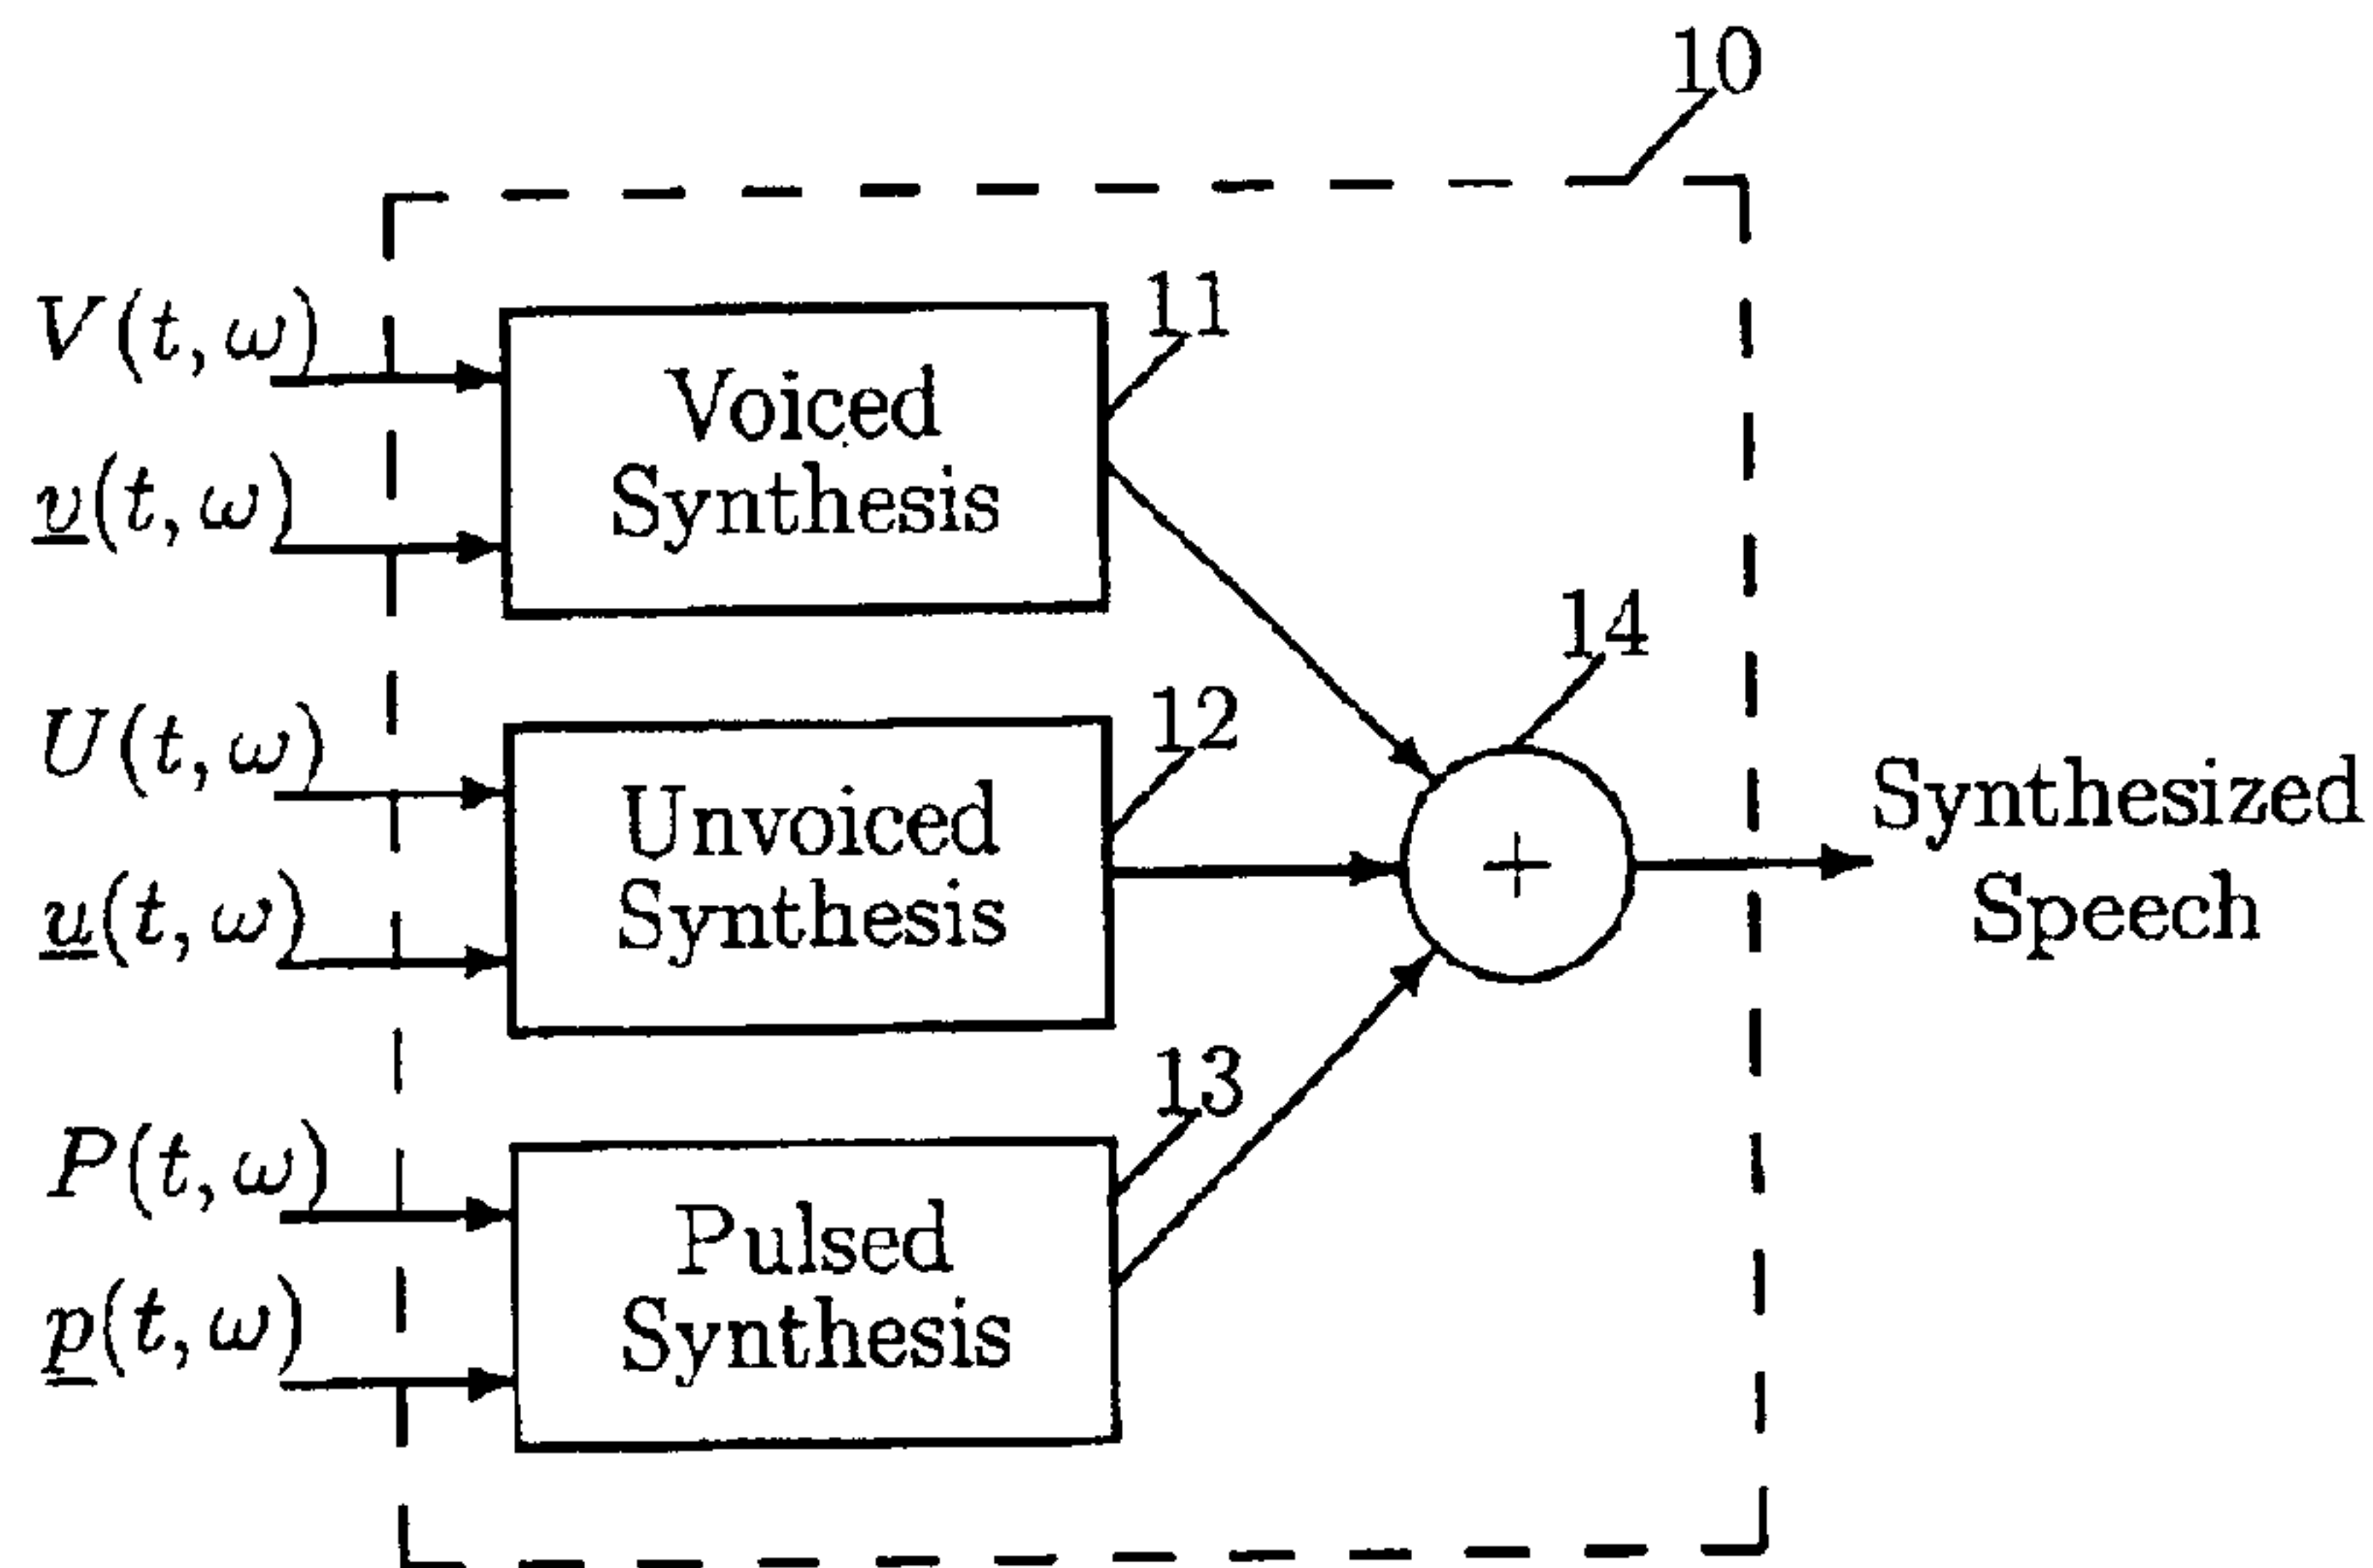 10
V(t, ω)
11
Voiced
Synthesis
v(t, ω)
14
U(t, ω)
12
Unvoiced
Synthesis
u(t, ω)
+
Synthesized
Speech
13
P(t, ω)
Pulsed
Synthesis
p(t, ω)